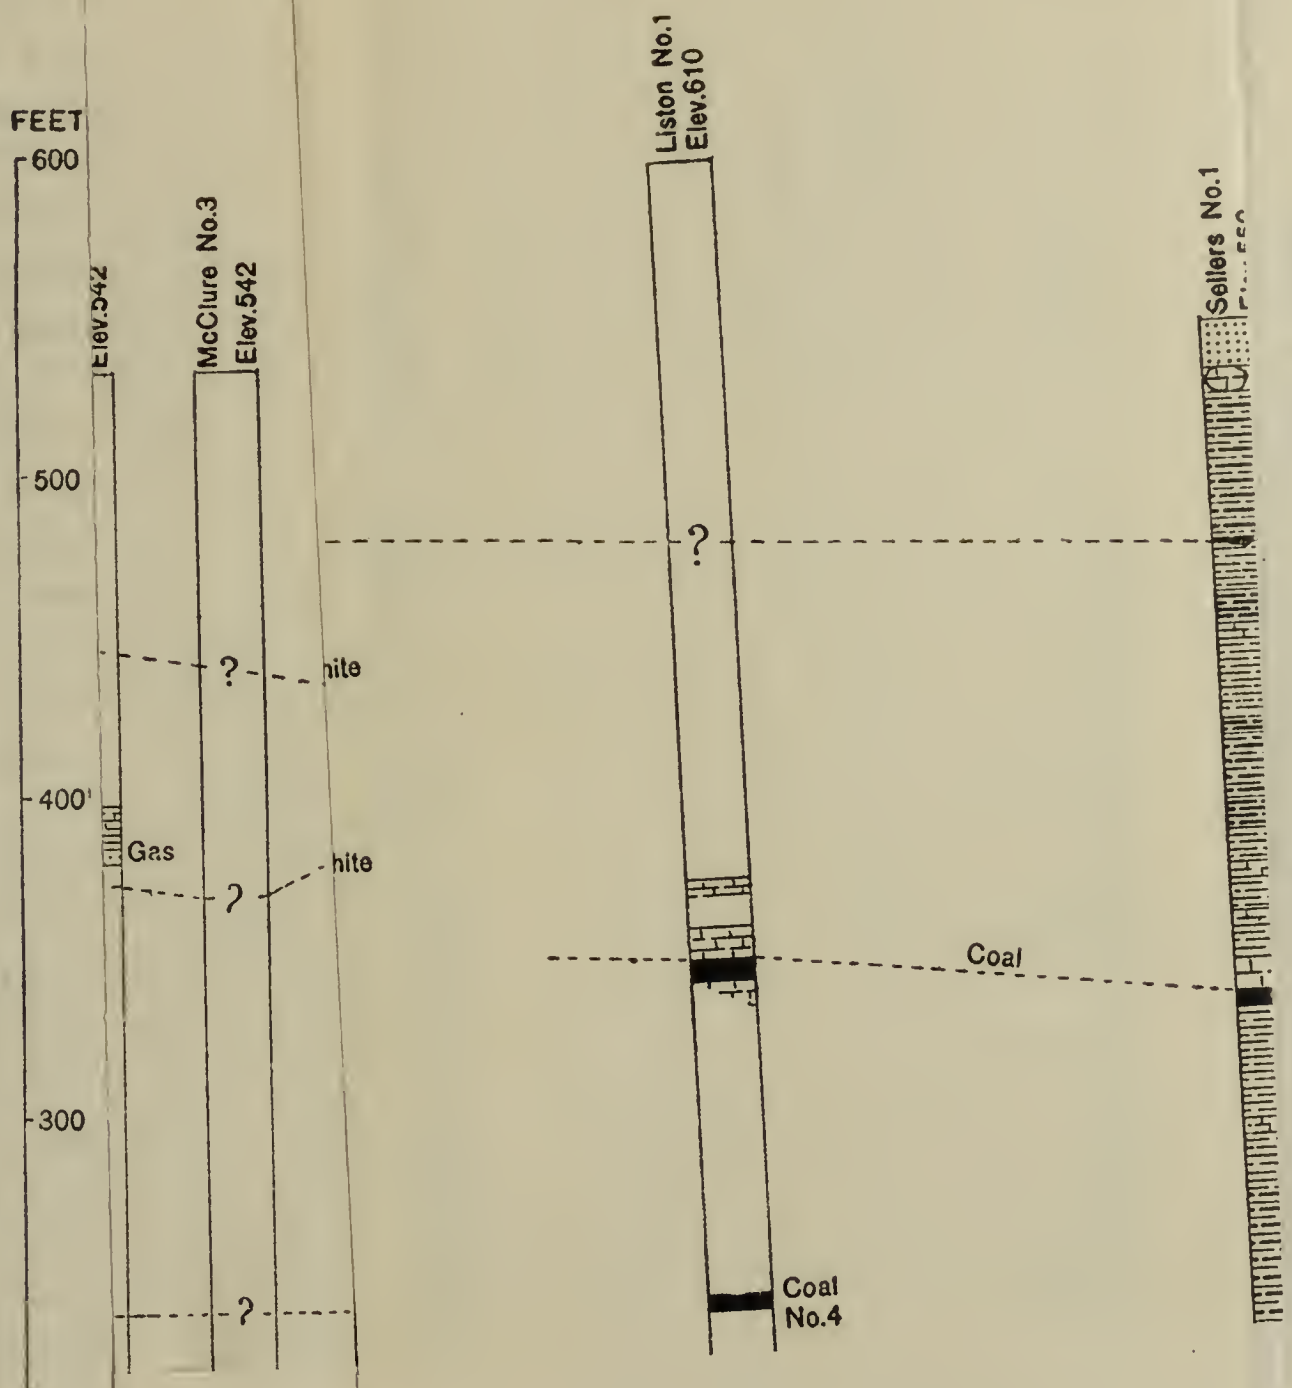 FEET
600
500
400'
300
Elev.542
McClure No.3
Elev.542
Liston No.1
Elev.610
Sellers No.1
?
?
hite
Gas
?
hite
Coal
?
Coal
No.4